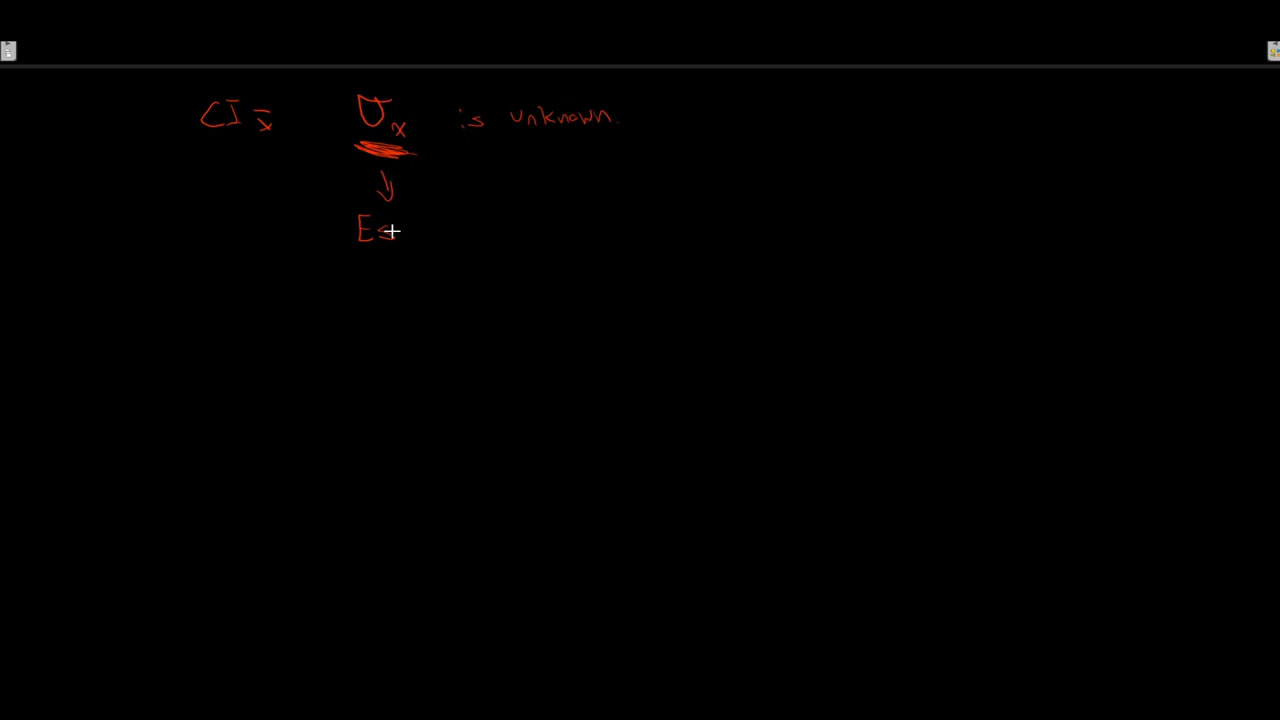 CI x̄ σx is unknown.
Es